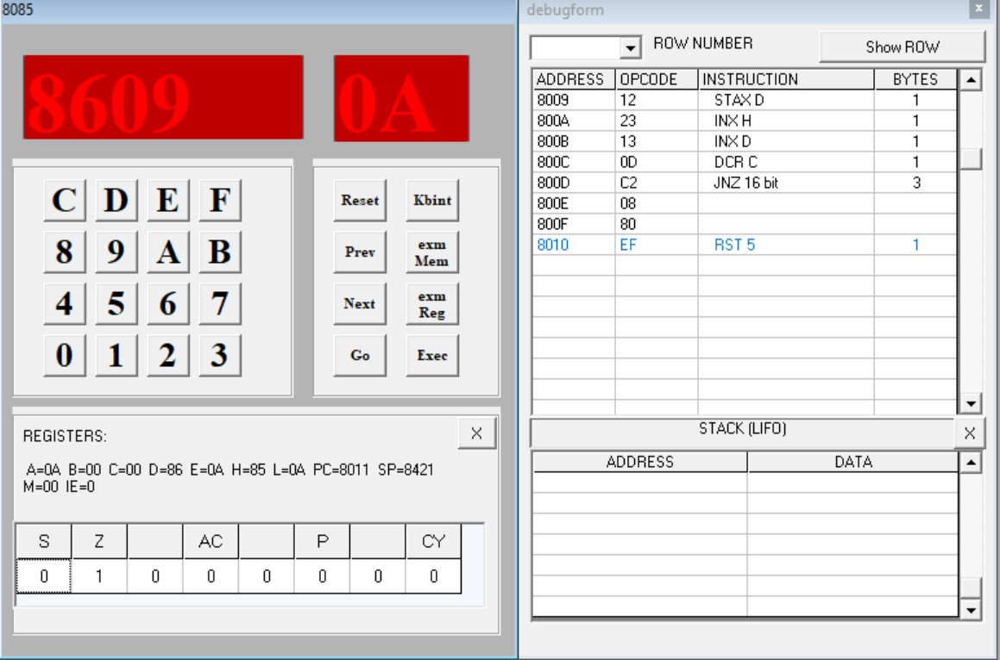 8085
8609 0A
C D E F
8 9 A B
4 5 6 7
0 1 2 3
Reset Kbint
Prev exm Mem
Next exm Reg
Go Exec
REGISTERS:
X
A=0A B=00 C=00 D=86 E=0A H=85 L=0A PC=8011 SP=8421
M=00 IE=0
S Z AC P CY
0 1 0 0 0 0 0 0
debugform
x
ROW NUMBER Show ROW
ADDRESS OPCODE INSTRUCTION BYTES
8009 12 STAX D 1
800A 23 INX H 1
800B 13 INX D 1
800C 0D DCR C 1
800D C2 JNZ 16 bit 3
800E 08
800F 80
8010 EF RST 5 1
STACK (LIFO) X
ADDRESS DATA